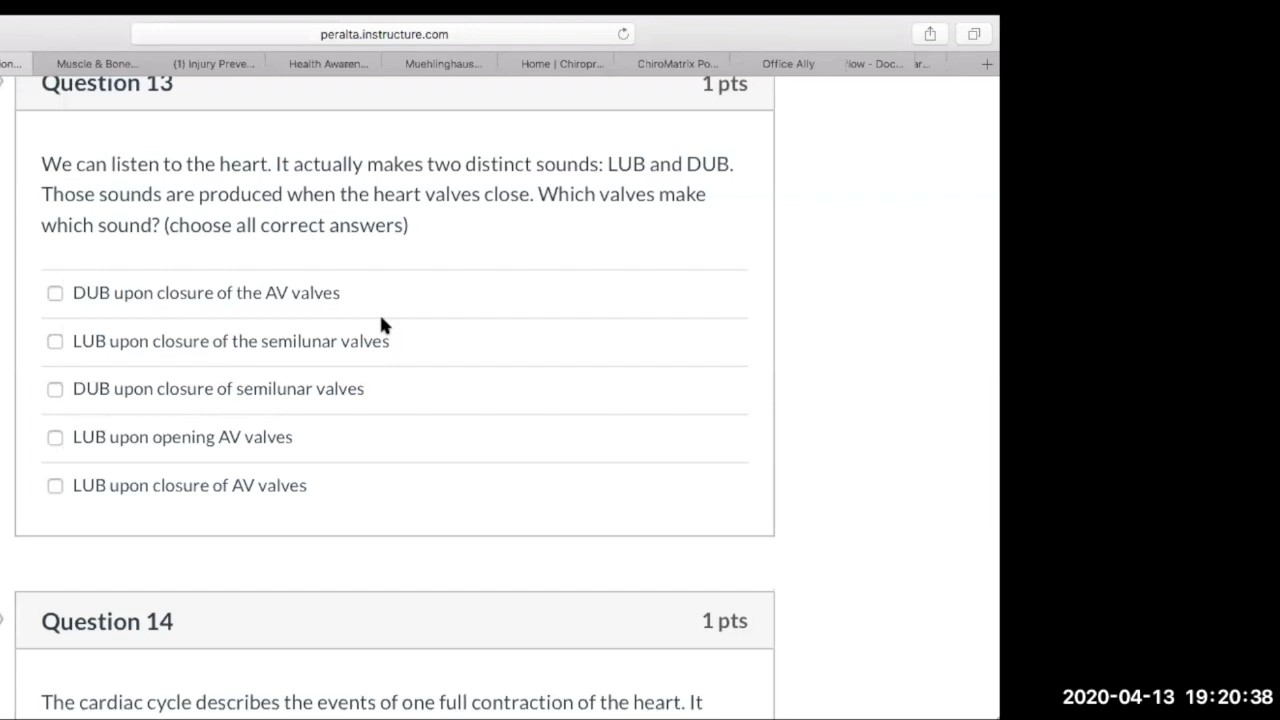 peralta.instructure.com
on... Muscle & Bone... (1) Injury Preve... Health Awaren... Muehlinghaus... Home | Chiropr... ChiroMatrix Po... Office Ally low - Doc... ar...
Question 13 1 pts
We can listen to the heart. It actually makes two distinct sounds: LUB and DUB.
Those sounds are produced when the heart valves close. Which valves make
which sound? (choose all correct answers)
DUB upon closure of the AV valves
LUB upon closure of the semilunar valves
DUB upon closure of semilunar valves
LUB upon opening AV valves
LUB upon closure of AV valves
Question 14 1 pts
The cardiac cycle describes the events of one full contraction of the heart. It
2020-04-13 19:20:38